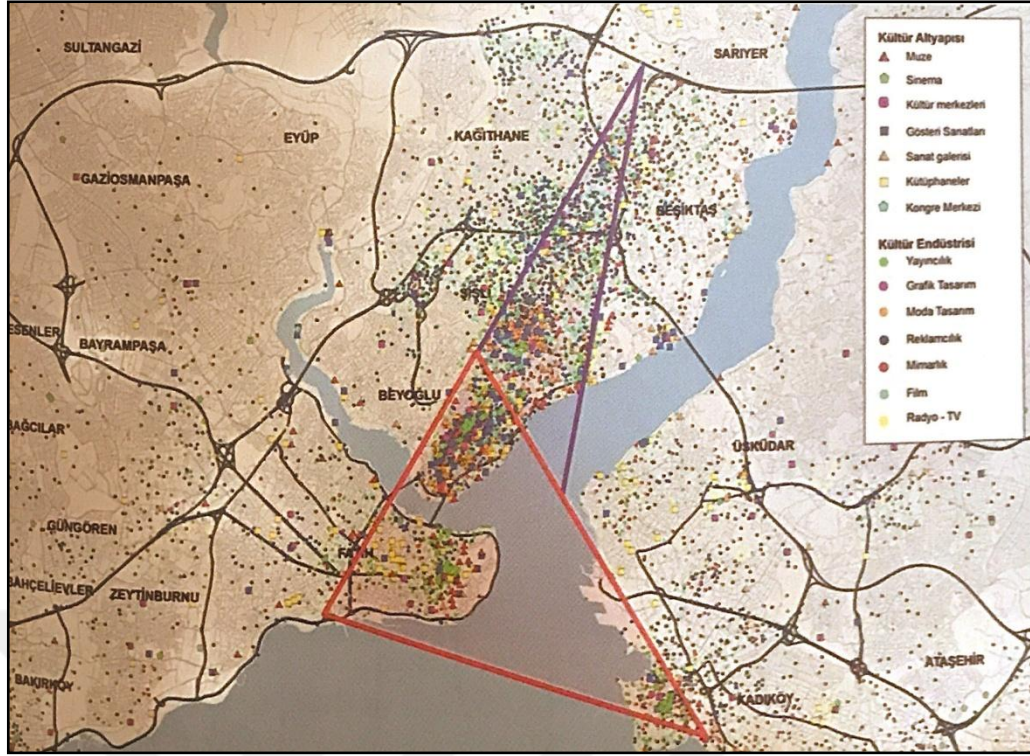 SULTANGAZİ
SARIYER
EYÜP
KAĞITHANE
GAZİOSMANPAŞA
BEŞİKTAŞ
ŞİŞLİ
ESENLER
BAYRAMPAŞA
BEYOĞLU
BAĞCILAR
ÜSKÜDAR
GÜNGÖREN
FATİH
BAHÇELİEVLER
ZEYTİNBURNU
BAKIRKÖY
ATAŞEHİR
KADIKÖY
Kültür Altyapısı
Muze
Sinema
Kültür merkezleri
Gösteri Sanatları
Sanat galerisi
Kütüphaneler
Kongre Merkezi
Kültür Endüstrisi
Yayıncılık
Grafik Tasarım
Moda Tasarım
Reklamcılık
Mimarlık
Film
Radyo - TV